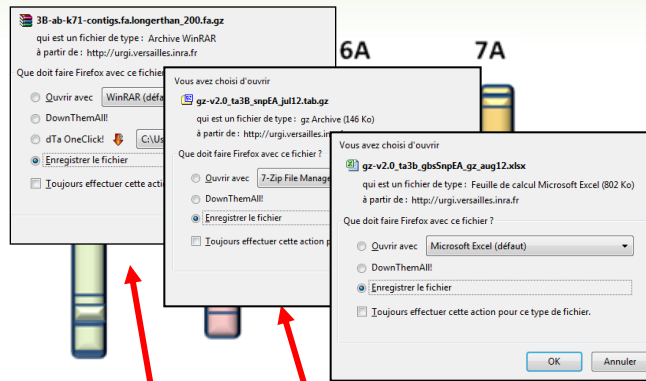 3B-ab-k71-contigs.fa.longerthan_200.fa.gz
qui est un fichier de type : Archive WinRAR
à partir de : http://urgi.versailles.inra.fr
Que doit faire Firefox avec ce fichier
Ouvrir avec WinRAR (défa
DownThemAll!
dTa OneClick! C:\Us
Enregistrer le fichier
Toujours effectuer cette acti
6A
7A
Vous avez choisi d'ouvrir
gz-v2.0_ta3B_snpEA_jul12.tab.gz
qui est un fichier de type : gz Archive (146 Ko)
à partir de : http://urgi.versailles.in
Que doit faire Firefox avec ce fichier ?
Ouvrir avec 7-Zip File Manage
DownThemAll!
Enregistrer le fichier
Toujours effectuer cette action p
Vous avez choisi d'ouvrir
gz-v2.0_ta3b_gbsSnpEA_gz_aug12.xlsx
qui est un fichier de type : Feuille de calcul Microsoft Excel (802 Ko)
à partir de : http://urgi.versailles.inra.fr
Que doit faire Firefox avec ce fichier ?
Ouvrir avec Microsoft Excel (défaut)
DownThemAll!
Enregistrer le fichier
Toujours effectuer cette action pour ce type de fichier.
OK Annuler